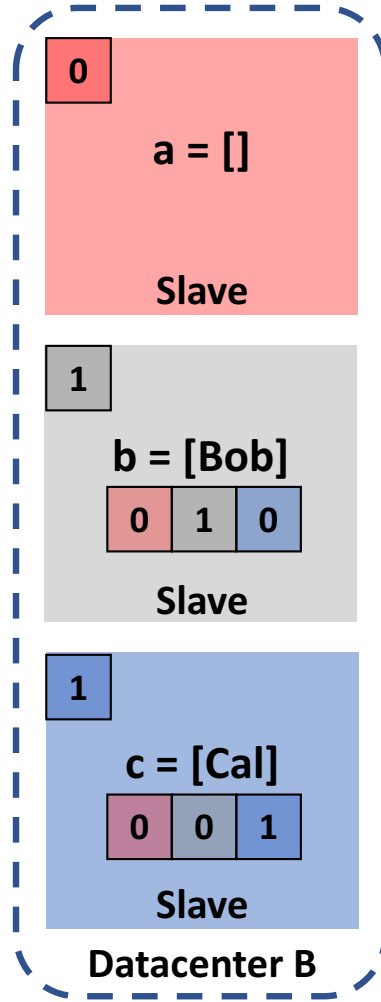 0
a = []
Slave
1
b = [Bob]
0 1 0
Slave
1
c = [Cal]
0 0 1
Slave
Datacenter B